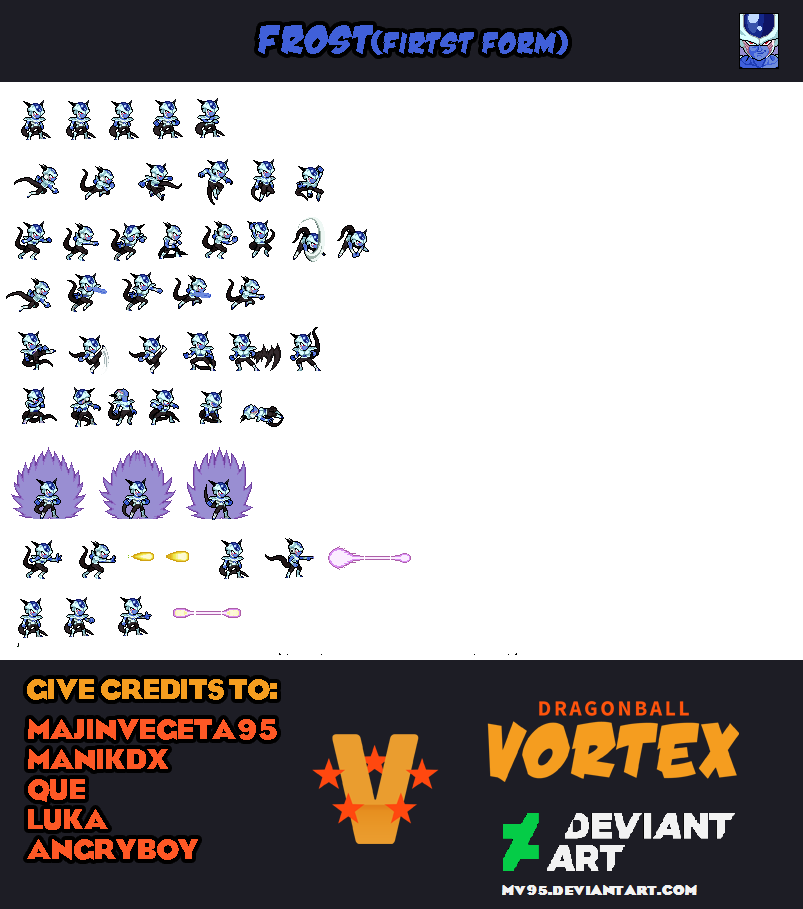 FROST(FIRTST FORM)
GIVE CREDITS TO:
MAJINVEGETA95
MANIKDX
QUE
LUKA
ANGRYBOY
V
DRAGONBALL
VORTEX
DEVIANT
ART
MV95.DEVIANTART.COM